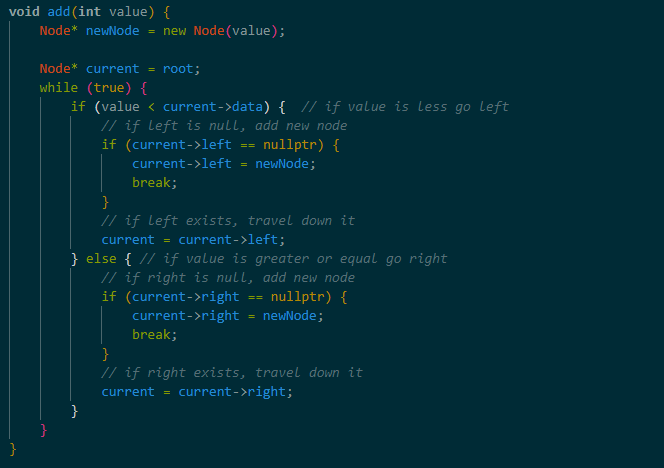 void add(int value) {
    Node* newNode = new Node(value);

    Node* current = root;
    while (true) {
        if (value < current->data) {  // if value is less go left
            // if left is null, add new node
            if (current->left == nullptr) {
                current->left = newNode;
                break;
            }
            // if left exists, travel down it
            current = current->left;
        } else { // if value is greater or equal go right
            // if right is null, add new node
            if (current->right == nullptr) {
                current->right = newNode;
                break;
            }
            // if right exists, travel down it
            current = current->right;
        }
    }
}